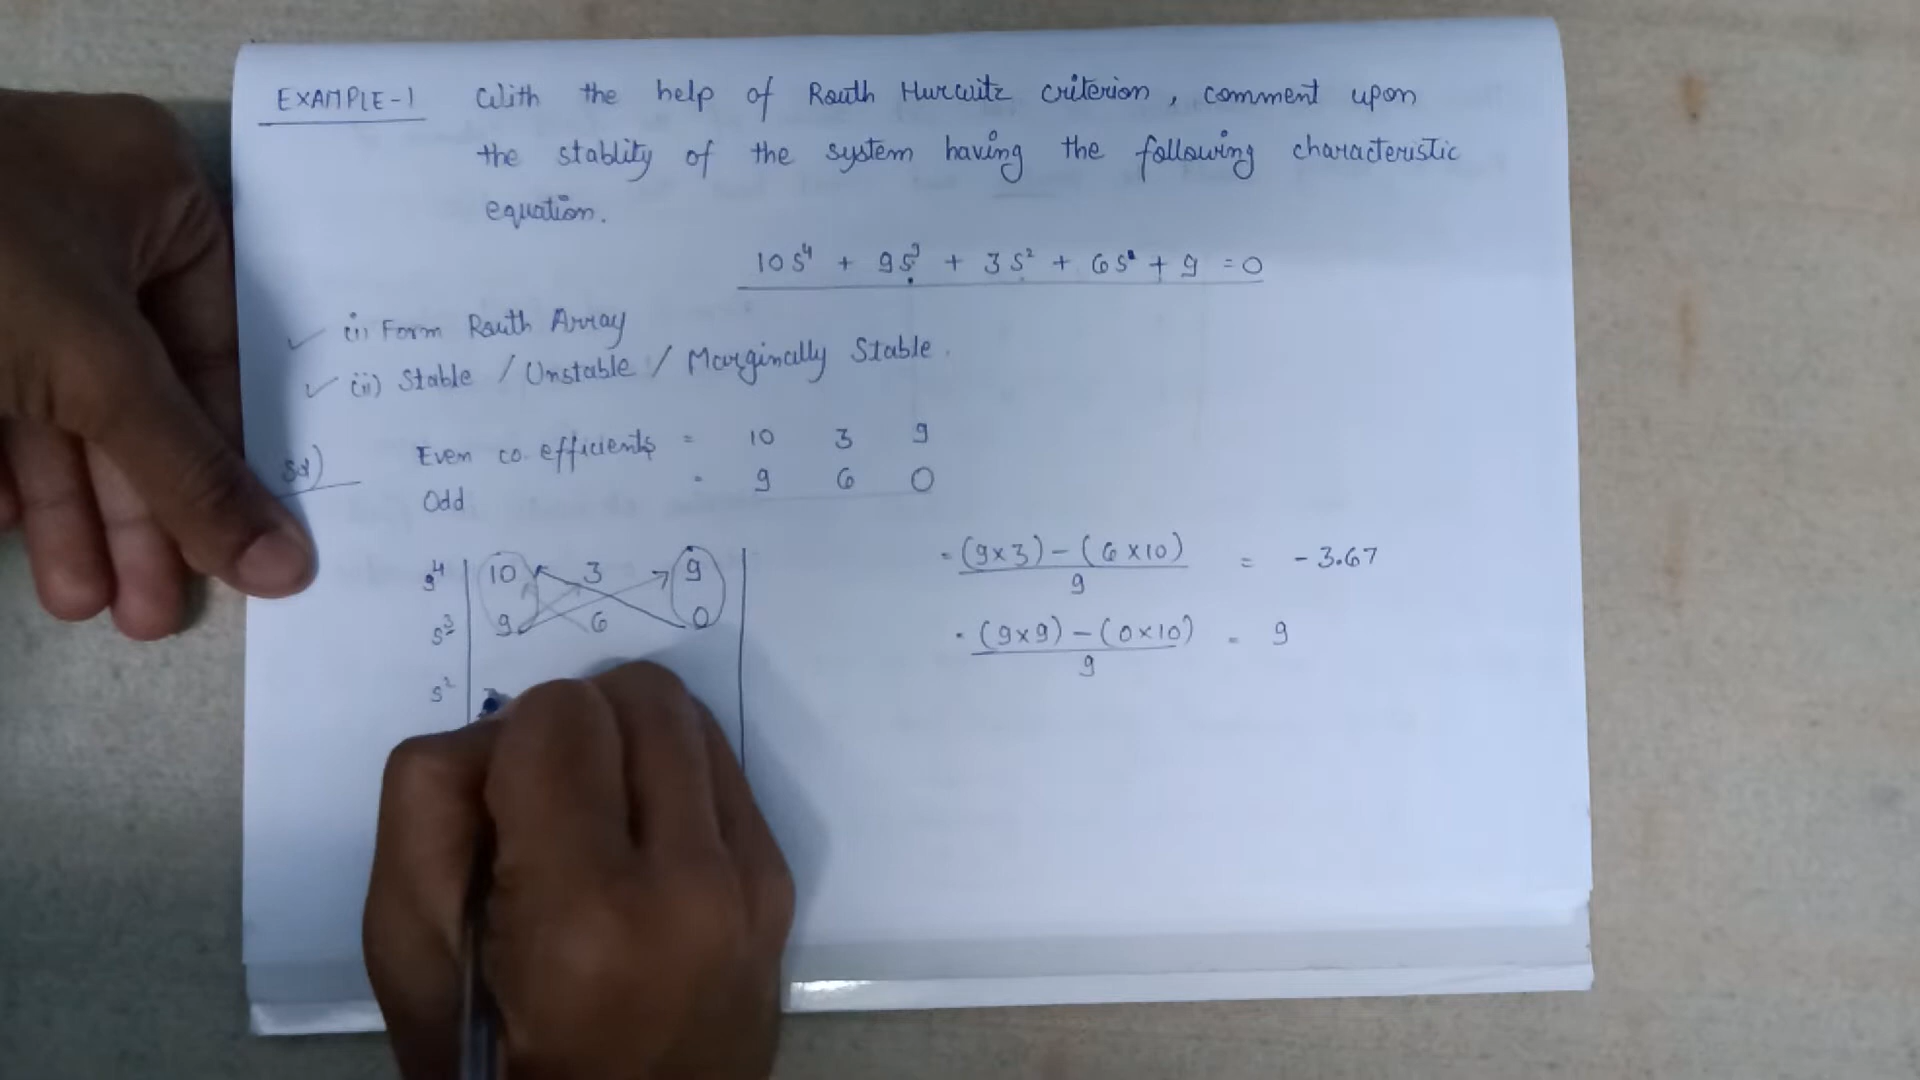 EXAMPLE-1 With the help of Routh Hurwitz criterion, comment upon
the stablity of the system having the following characteristic
equation.
10s⁴ + 9s³ + 3s² + 6s + 9 = 0
✓ (i) Form Routh Array
✓ (ii) Stable / Unstable / Marginally Stable.
Sol) Even co. efficients = 10 3 9
Odd = 9 6 0
s⁴ 10 3 9
s³ 9 6 0
s²
= (9×3) – (6×10) / 9 = -3.67
= (9×9) – (0×10) / 9 = 9